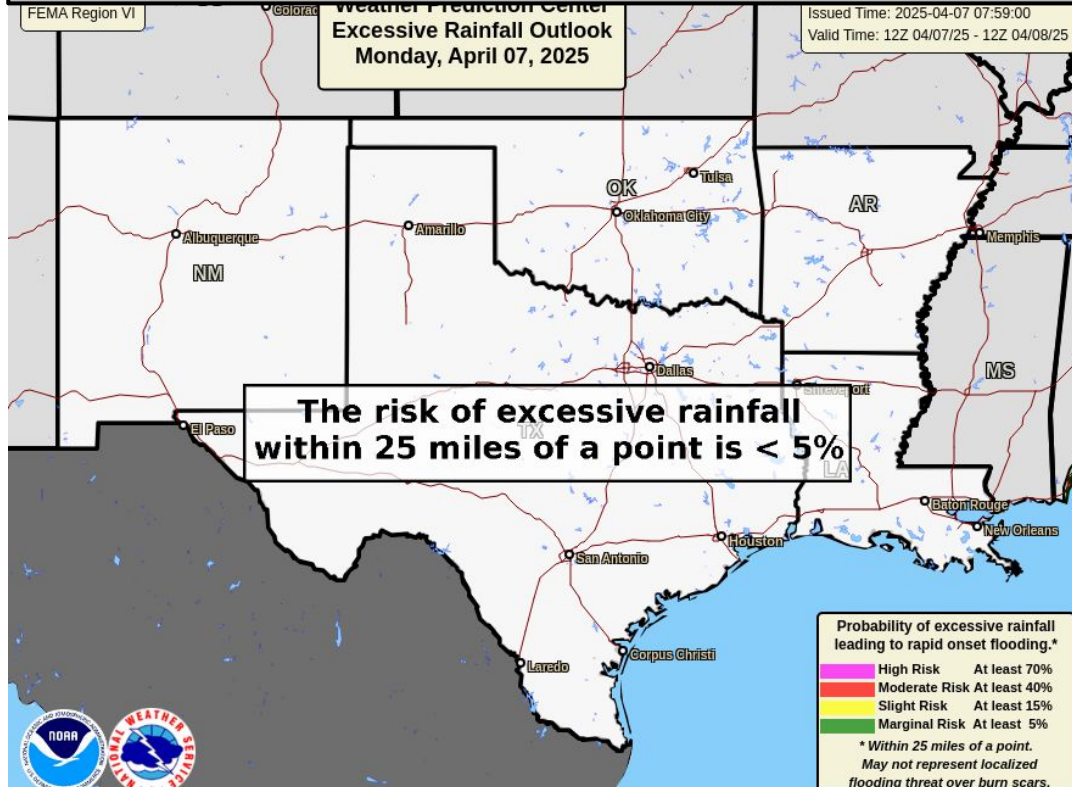 FEMA Region VI
Colorad
Weather Prediction Center
Excessive Rainfall Outlook
Monday, April 07, 2025
Issued Time: 2025-04-07 07:59:00
Valid Time: 12Z 04/07/25 - 12Z 04/08/25
Tulsa
OK
Oklahoma City
AR
Amarillo
Albuquerque
Memphis
NM
Dallas
MS
Shreveport
The risk of excessive rainfall
within 25 miles of a point is < 5%
El Paso
TX
LA
Baton Rouge
New Orleans
Houston
San Antonio
Corpus Christi
Laredo
Probability of excessive rainfall
leading to rapid onset flooding.*
High Risk At least 70%
Moderate Risk At least 40%
Slight Risk At least 15%
Marginal Risk At least 5%
* Within 25 miles of a point.
May not represent localized
flooding threat over burn scars.
NOAA
NATIONAL WEATHER SERVICE